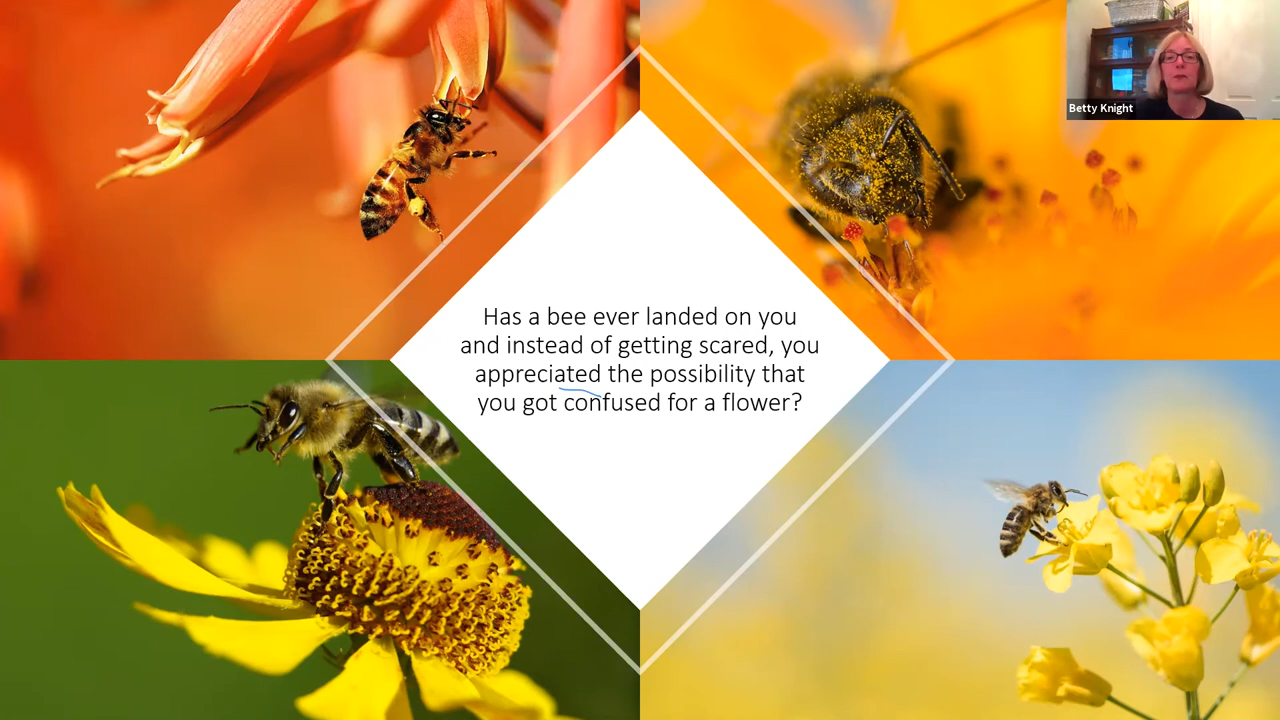 Betty Knight
Has a bee ever landed on you
and instead of getting scared, you
appreciated the possibility that
you got confused for a flower?